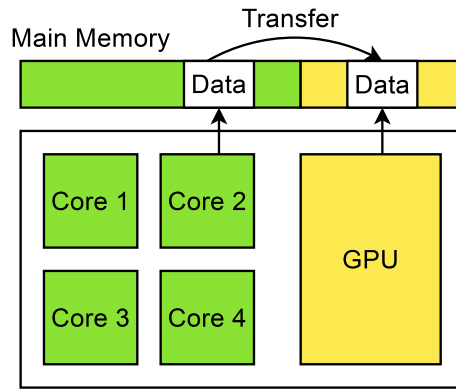 Transfer
Main Memory
Data Data
Core 1 Core 2
GPU
Core 3 Core 4